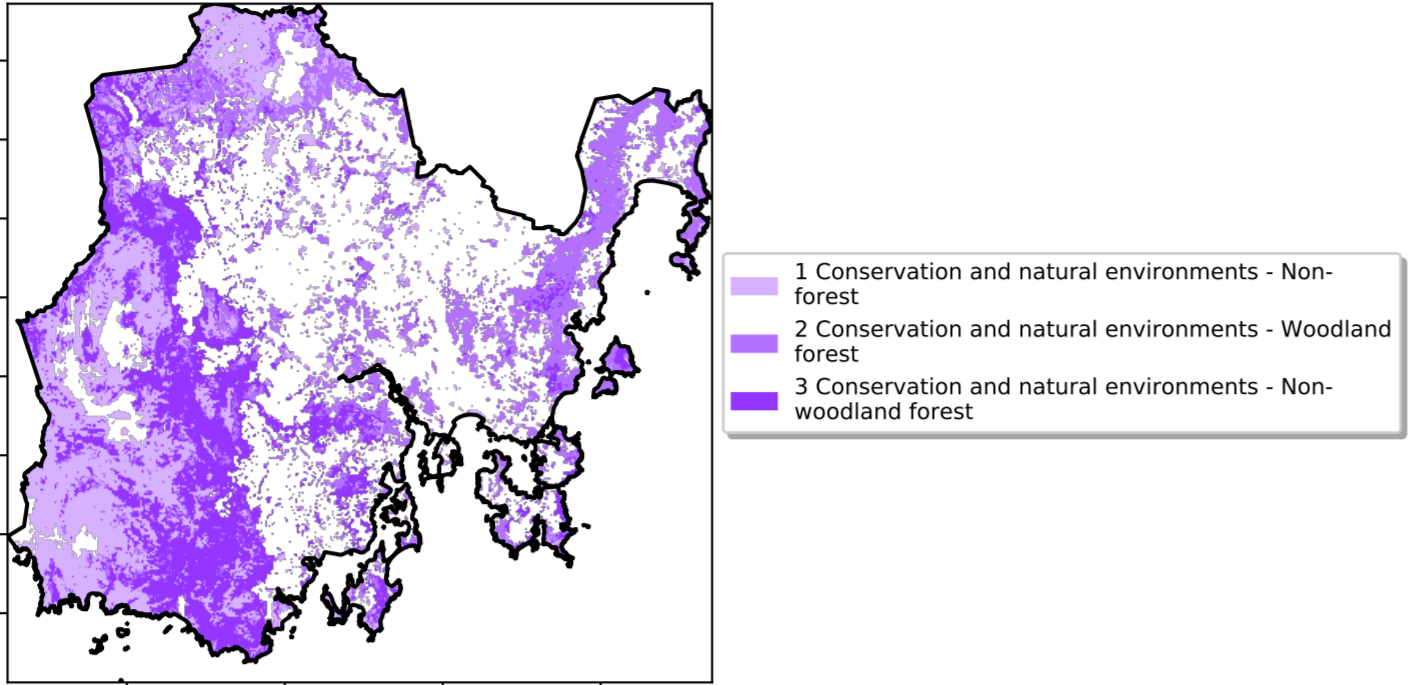 1 Conservation and natural environments - Non-
forest
2 Conservation and natural environments - Woodland
forest
3 Conservation and natural environments - Non-
woodland forest